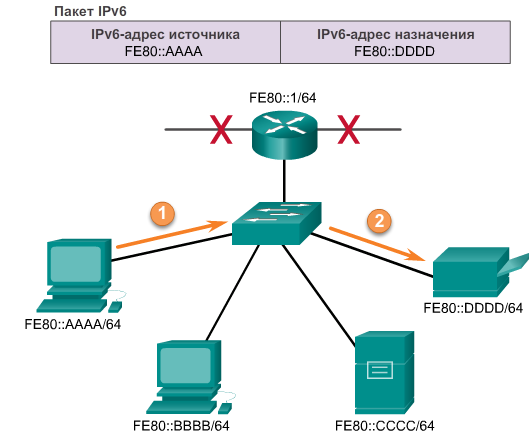 Пакет IPv6
IPv6-адрес источника
FE80::AAAA
IPv6-адрес назначения
FE80::DDDD
FE80::1/64
X
X
1
2
FE80::AAAA/64
FE80::DDDD/64
FE80::BBBB/64
FE80::CCCC/64